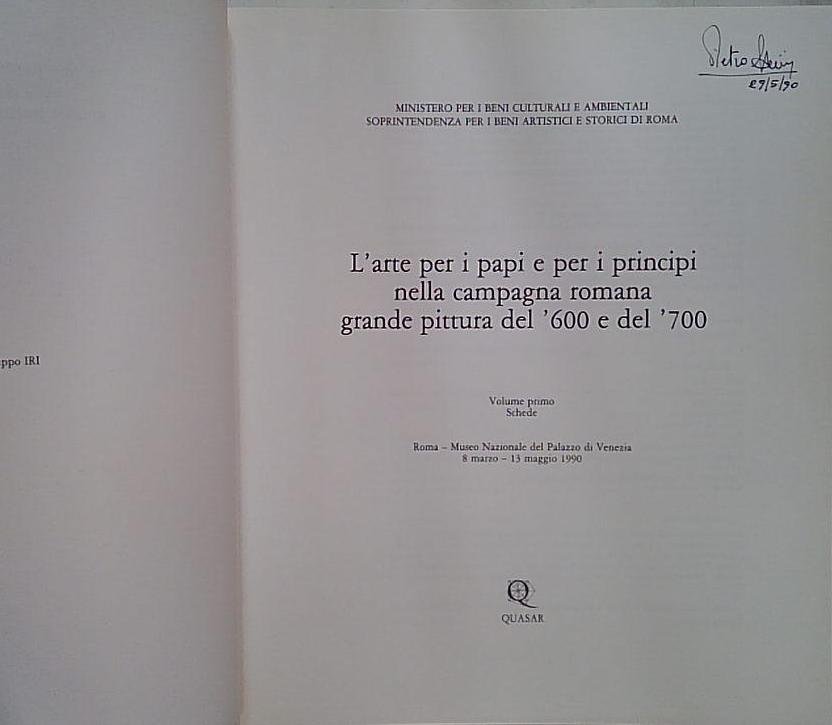 Pietro
29/5/90
MINISTERO PER I BENI CULTURALI E AMBIENTALI
SOPRINTENDENZA PER I BENI ARTISTICI E STORICI DI ROMA
L'arte per i papi e per i principi
nella campagna romana
grande pittura del '600 e del '700
ppo IRI
Volume primo
Schede
Roma – Museo Nazionale del Palazzo di Venezia
8 marzo – 13 maggio 1990
QUASAR